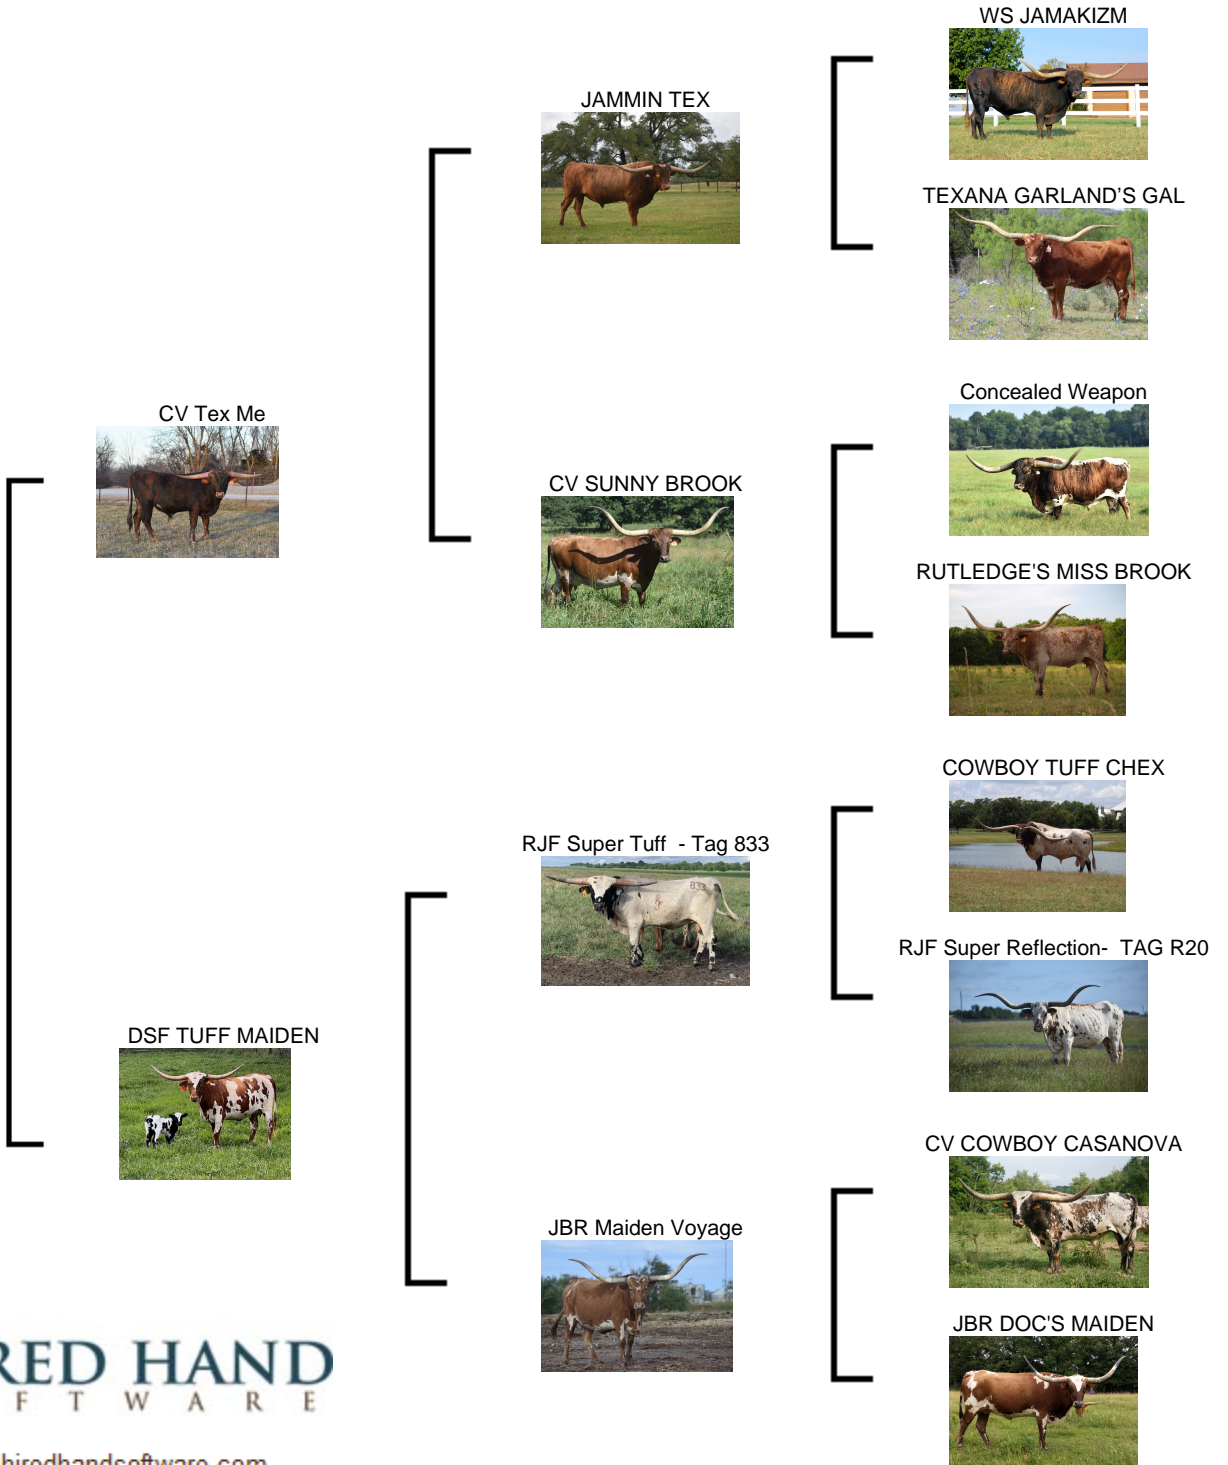 WS JAMAKIZM
JAMMIN TEX
TEXANA GARLAND'S GAL
Concealed Weapon
CV Tex Me
CV SUNNY BROOK
RUTLEDGE'S MISS BROOK
COWBOY TUFF CHEX
RJF Super Tuff - Tag 833
RJF Super Reflection- TAG R20
DSF TUFF MAIDEN
CV COWBOY CASANOVA
JBR Maiden Voyage
JBR DOC'S MAIDEN
RED HAND
F T W A R E
hiredhandsoftware.com